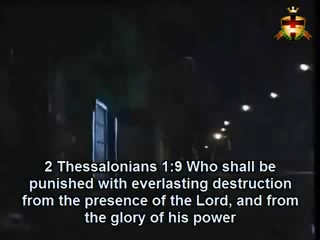 2 Thessalonians 1:9 Who shall be
punished with everlasting destruction
from the presence of the Lord, and from
the glory of his power